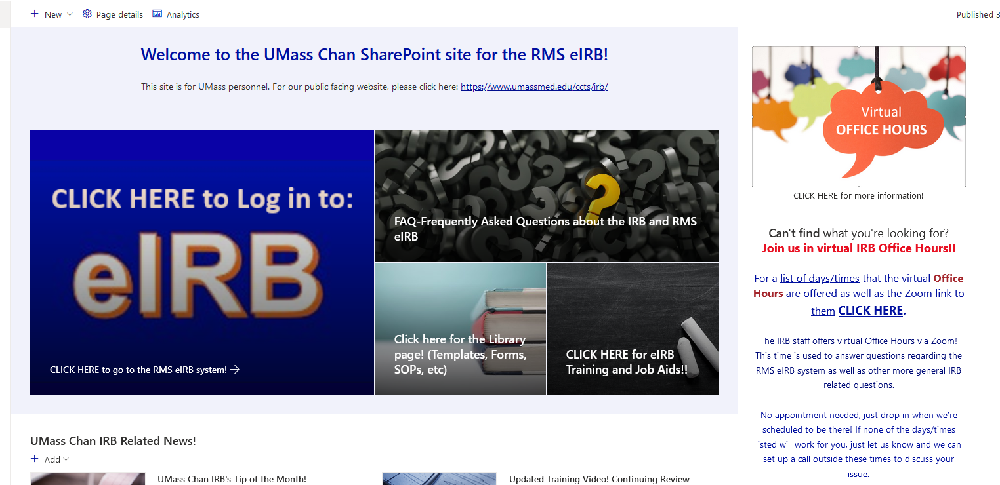 New
Page details
Analytics
Published 3
Welcome to the UMass Chan SharePoint site for the RMS eIRB!
This site is for UMass personnel. For our public facing website, please click here: https://www.umassmed.edu/ccts/irb/
CLICK HERE to Log in to:
eIRB
CLICK HERE to go to the RMS eIRB system!
FAQ-Frequently Asked Questions about the IRB and RMS
eIRB
Click here for the Library
page! (Templates, Forms,
SOPs, etc)
CLICK HERE for eIRB
Training and Job Aids!!
Virtual
OFFICE HOURS
CLICK HERE for more information!
Can't find what you're looking for?
Join us in virtual IRB Office Hours!!
For a list of days/times that the virtual Office
Hours are offered as well as the Zoom link to
them CLICK HERE.
The IRB staff offers virtual Office Hours via Zoom!
This time is used to answer questions regarding the
RMS eIRB system as well as other more general IRB
related questions.
No appointment needed, just drop in when we’re
scheduled to be there! If none of the days/times
listed will work for you, just let us know and we can
set up a call outside these times to discuss your
issue.
UMass Chan IRB Related News!
Add
UMass Chan IRB's Tip of the Month!
Updated Training Video! Continuing Review -